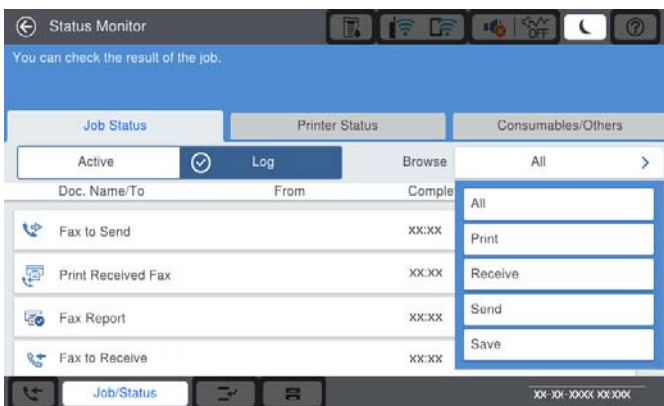 Status Monitor
OFF
You can check the result of the job.
Job Status Printer Status Consumables/Others
Active Log Browse All
Doc. Name/To From Comple
All
Fax to Send XX:XX
Print
Print Received Fax XX:XX
Receive
Fax Report XX:XX
Send
Save
Fax to Receive XX:XX
Job/Status XX-XX-XXXX XX:XXX